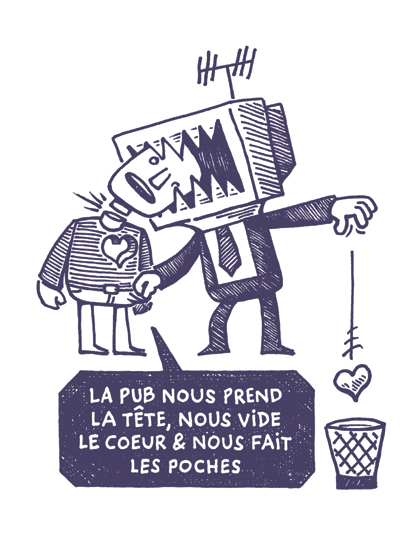 LA PUB NOUS PREND
LA TÊTE, NOUS VIDE
LE COEUR & NOUS FAIT
LES POCHES